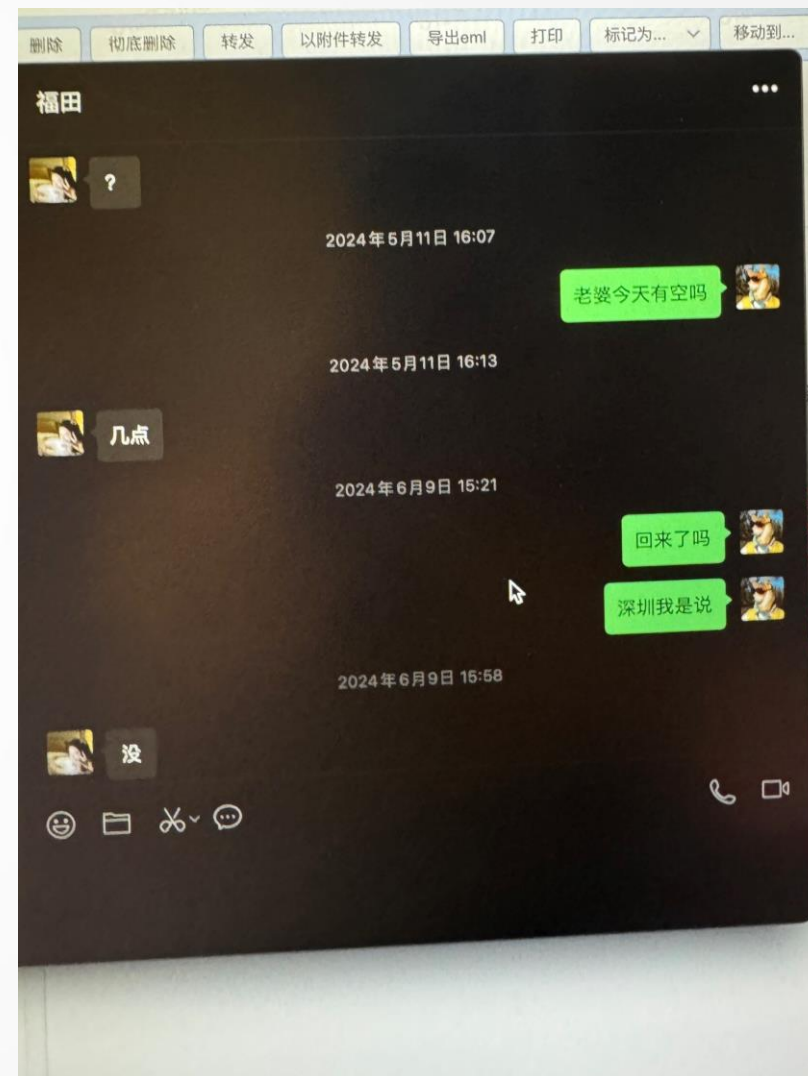 删除 彻底删除 转发 以附件转发 导出eml 打印 标记为... 移动到...
福田
?
2024年5月11日 16:07
老婆今天有空吗
2024年5月11日 16:13
几点
2024年6月9日 15:21
回来了吗
深圳我是说
2024年6月9日 15:58
没